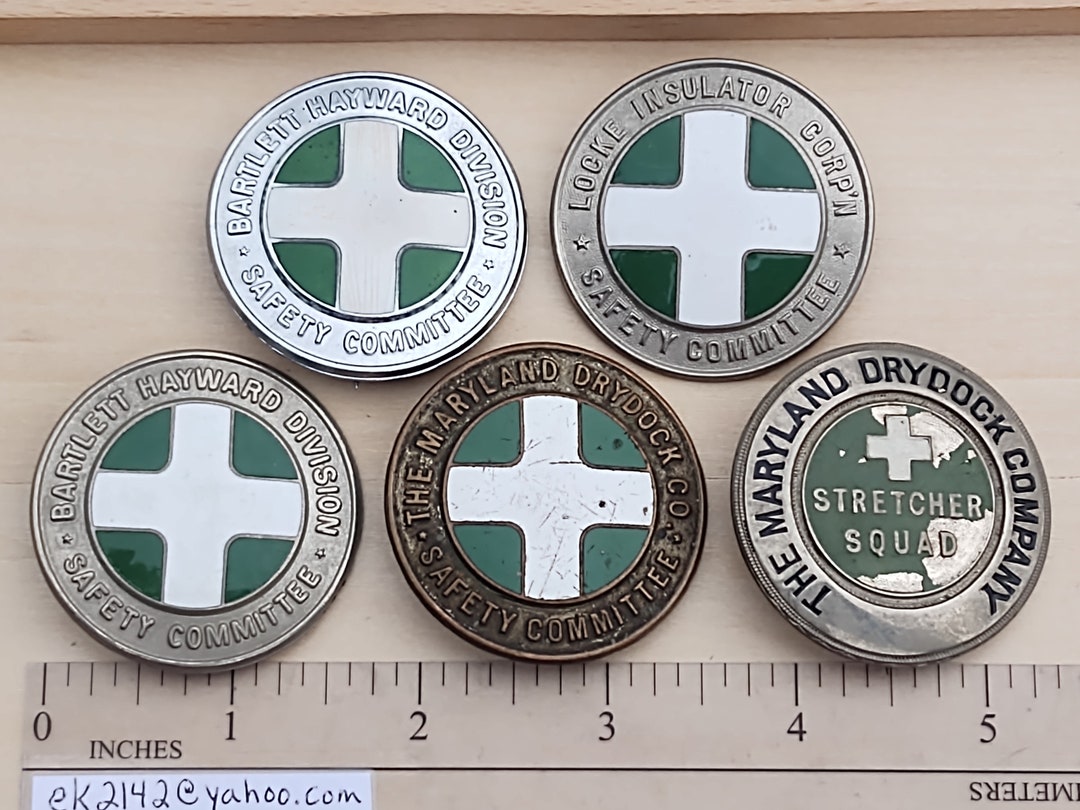 BARTLETT HAYWARD DIVISION
SAFETY COMMITTEE
LOCKE INSULATOR CORP'N
SAFETY COMMITTEE
BARTLETT HAYWARD DIVISION
SAFETY COMMITTEE
THE MARYLAND DRYDOCK CO.
SAFETY COMMITTEE
THE MARYLAND DRYDOCK COMPANY
STRETCHER
SQUAD
0 1 2 3 4 5
INCHES
ek2142@yahoo.com